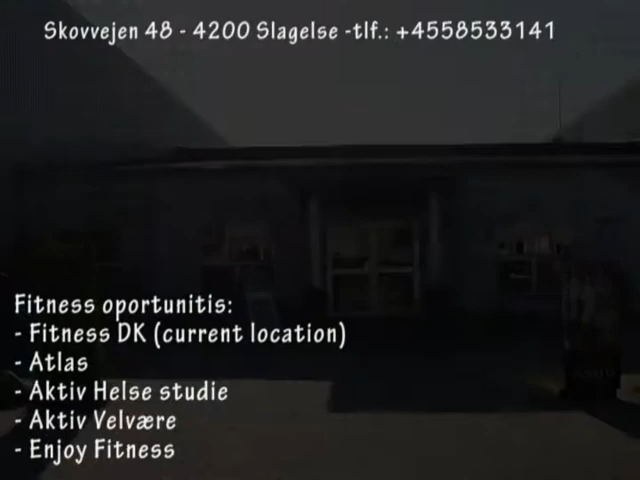 Skovvejen 48 - 4200 Slagelse -tlf.: +4558533141
Fitness oportunitis:
- Fitness DK (current location)
- Atlas
- Aktiv Helse studie
- Aktiv Velvære
- Enjoy Fitness